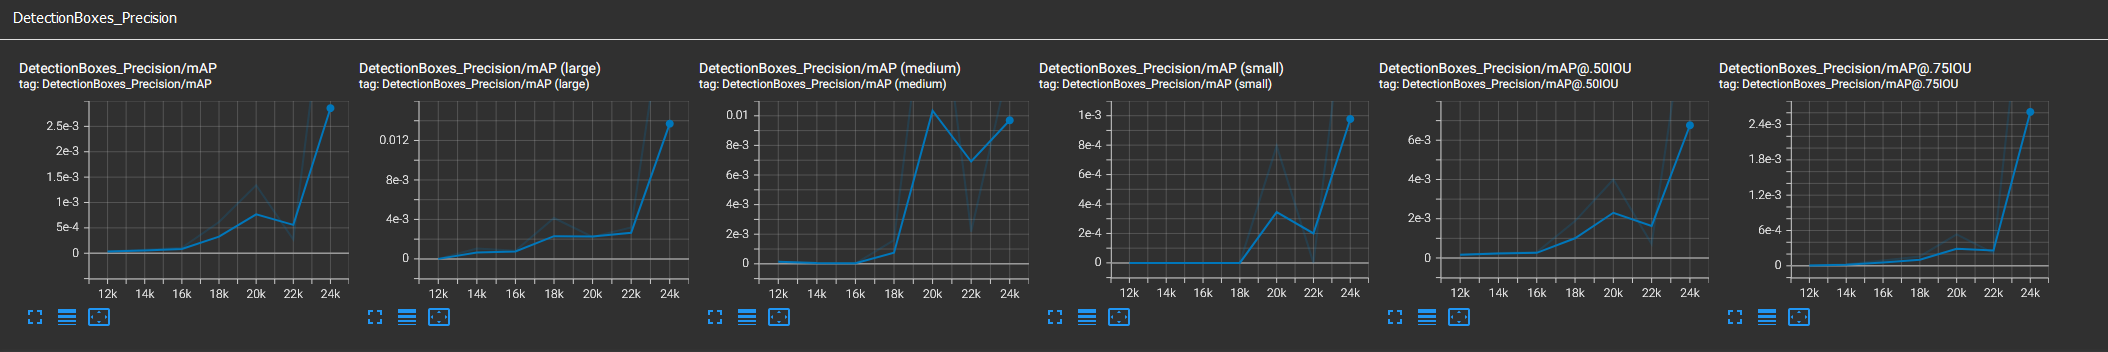 DetectionBoxes_Precision
DetectionBoxes_Precision/mAP
tag: DetectionBoxes_Precision/mAP
2.5e-3
2e-3
1.5e-3
1e-3
5e-4
0
12k 14k 16k 18k 20k 22k 24k
DetectionBoxes_Precision/mAP (large)
tag: DetectionBoxes_Precision/mAP (large)
0.012
8e-3
4e-3
0
12k 14k 16k 18k 20k 22k 24k
DetectionBoxes_Precision/mAP (medium)
tag: DetectionBoxes_Precision/mAP (medium)
0.01
8e-3
6e-3
4e-3
2e-3
0
12k 14k 16k 18k 20k 22k 24k
DetectionBoxes_Precision/mAP (small)
tag: DetectionBoxes_Precision/mAP (small)
1e-3
8e-4
6e-4
4e-4
2e-4
0
12k 14k 16k 18k 20k 22k 24k
DetectionBoxes_Precision/mAP@.50IOU
tag: DetectionBoxes_Precision/mAP@.50IOU
6e-3
4e-3
2e-3
0
12k 14k 16k 18k 20k 22k 24k
DetectionBoxes_Precision/mAP@.75IOU
tag: DetectionBoxes_Precision/mAP@.75IOU
2.4e-3
1.8e-3
1.2e-3
6e-4
0
12k 14k 16k 18k 20k 22k 24k